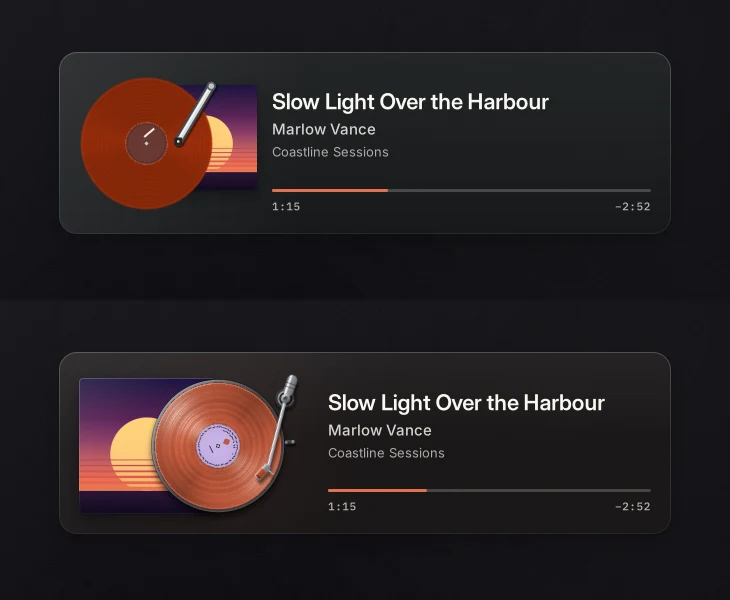 Slow Light Over the Harbour
Marlow Vance
Coastline Sessions
1:15 −2:52
Slow Light Over the Harbour
Marlow Vance
Coastline Sessions
1:15 −2:52